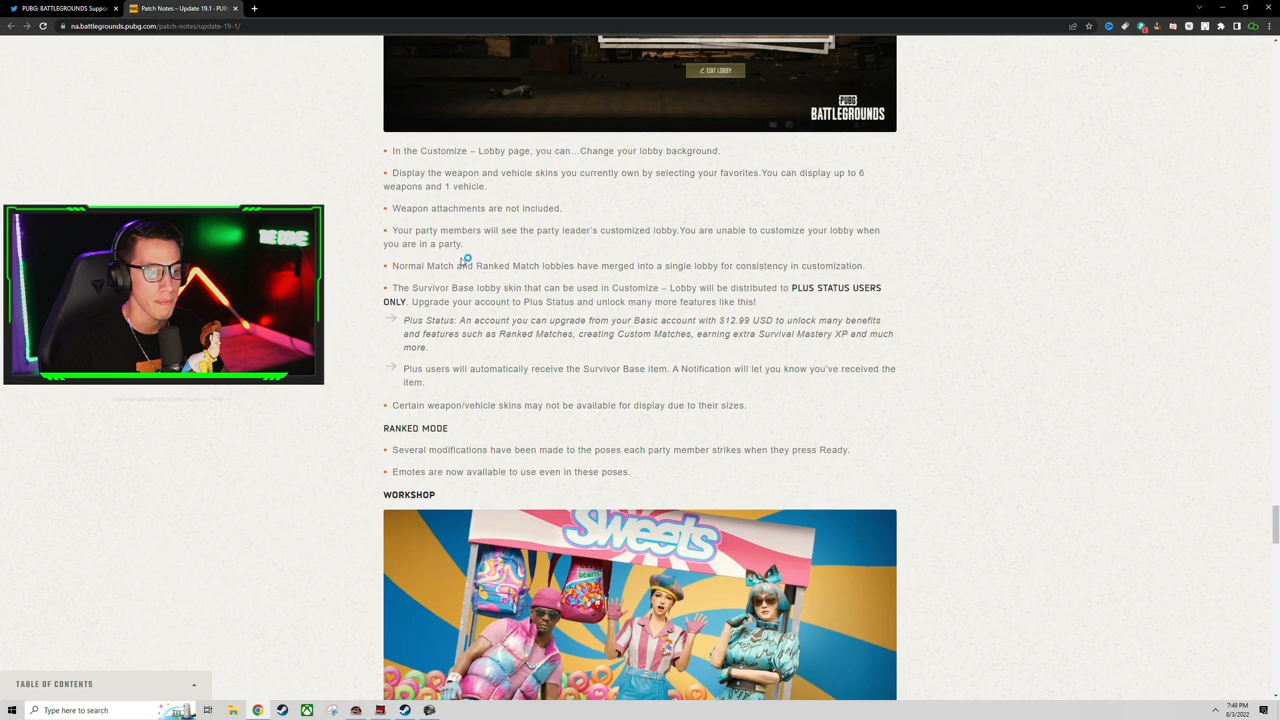 PUBG: BATTLEGROUNDS Suppor
Patch Notes – Update 19.1 - PU
na.battlegrounds.pubg.com/patch-notes/update-19-1/
EDIT LOBBY
PUBG
BATTLEGROUNDS
• In the Customize – Lobby page, you can…Change your lobby background.
• Display the weapon and vehicle skins you currently own by selecting your favorites.You can display up to 6
weapons and 1 vehicle.
• Weapon attachments are not included.
• Your party members will see the party leader's customized lobby.You are unable to customize your lobby when
you are in a party.
• Normal Match and Ranked Match lobbies have merged into a single lobby for consistency in customization.
• The Survivor Base lobby skin that can be used in Customize – Lobby will be distributed to PLUS STATUS USERS
ONLY. Upgrade your account to Plus Status and unlock many more features like this!
Plus Status: An account you can upgrade from your Basic account with $12.99 USD to unlock many benefits
and features such as Ranked Matches, creating Custom Matches, earning extra Survival Mastery XP and much
more.
Plus users will automatically receive the Survivor Base item. A Notification will let you know you've received the
item.
• Certain weapon/vehicle skins may not be available for display due to their sizes.
RANKED MODE
• Several modifications have been made to the poses each party member strikes when they press Ready.
• Emotes are now available to use even in these poses.
WORKSHOP
Sweets
TABLE OF CONTENTS
Type here to search
7:49 PM
8/3/2022